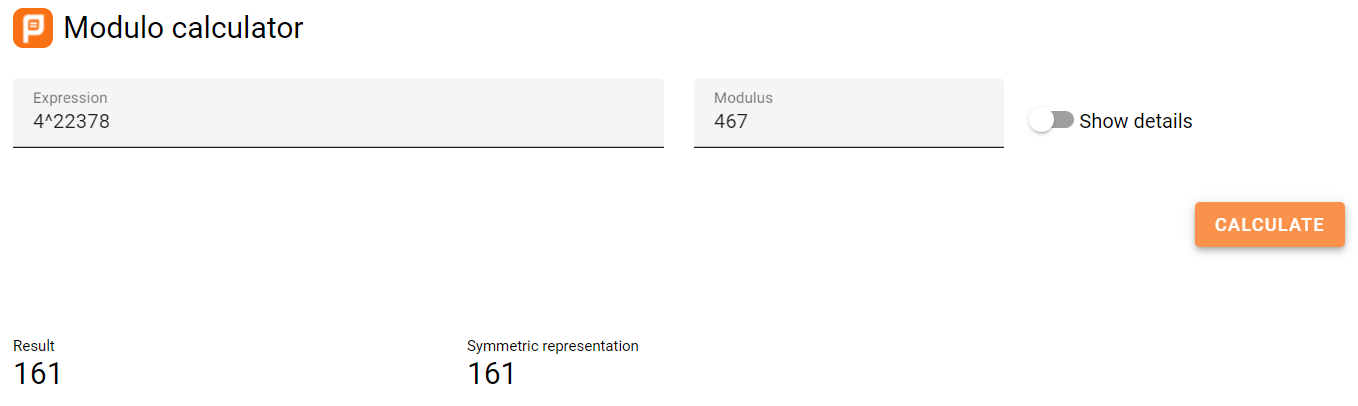 Modulo calculator
Expression
4^22378
Modulus
467
Show details
CALCULATE
Result
161
Symmetric representation
161